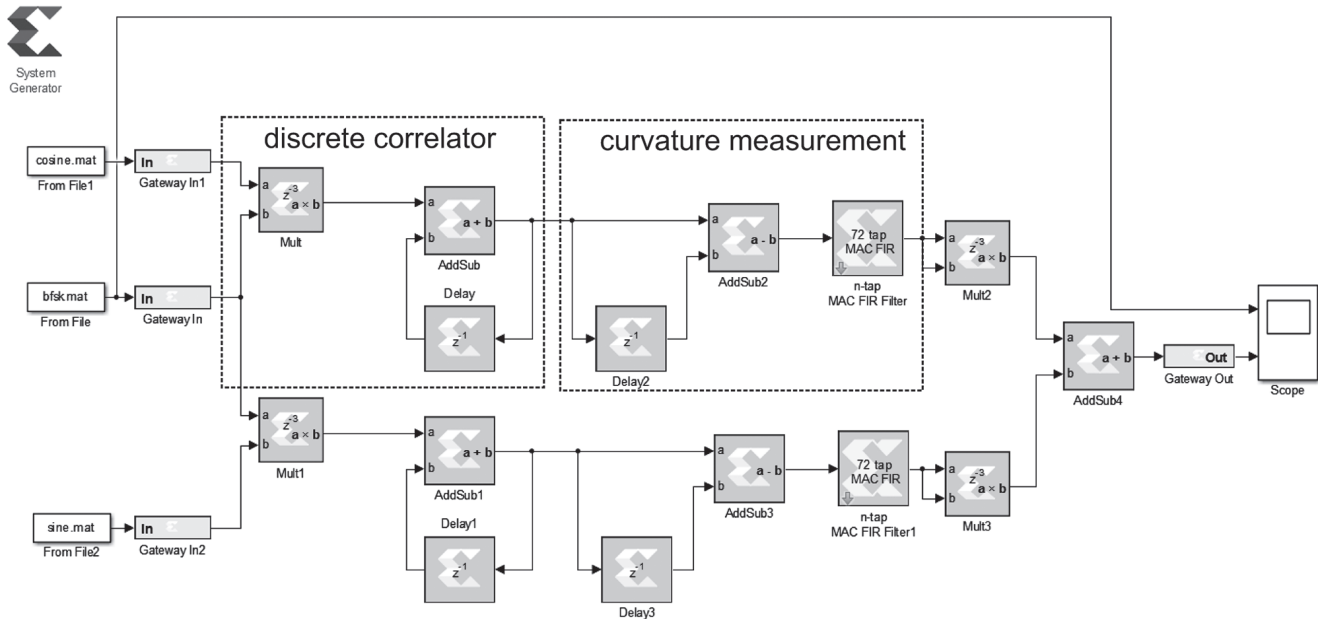 System
Generator
discrete correlator
curvature measurement
cosine.mat
From File1
In
Gateway In1
a
b
z-3
a × b
Mult
a
b
a + b
AddSub
Delay
z-1
a
b
a - b
AddSub2
z-1
Delay2
72 tap
MAC FIR
n-tap
MAC FIR Filter
a
b
z-3
a × b
Mult2
bfsk.mat
From File
In
Gateway In
a
b
a + b
AddSub4
Out
Gateway Out
Scope
a
b
z-3
a × b
Mult1
a
b
a + b
AddSub1
Delay1
z-1
a
b
a - b
AddSub3
z-1
Delay3
72 tap
MAC FIR
n-tap
MAC FIR Filter1
a
b
z-3
a × b
Mult3
sine.mat
From File2
In
Gateway In2